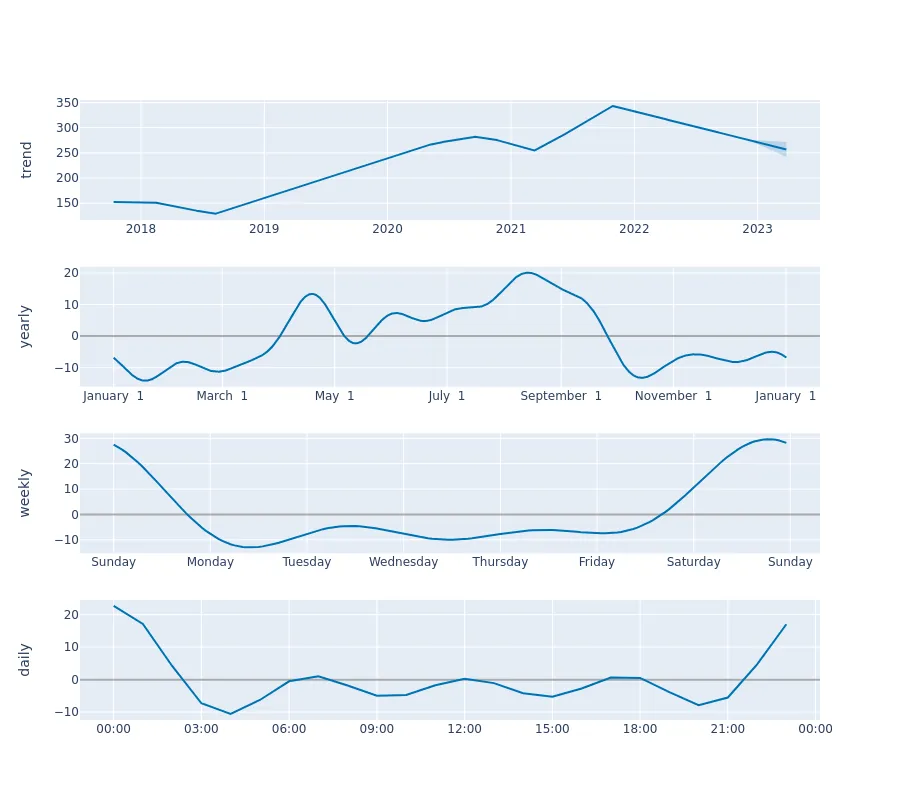 trend
350
300
250
200
150
2018 2019 2020 2021 2022 2023
yearly
20
10
0
−10
January 1 March 1 May 1 July 1 September 1 November 1 January 1
weekly
30
20
10
0
−10
Sunday Monday Tuesday Wednesday Thursday Friday Saturday Sunday
daily
20
10
0
−10
00:00 03:00 06:00 09:00 12:00 15:00 18:00 21:00 00:00